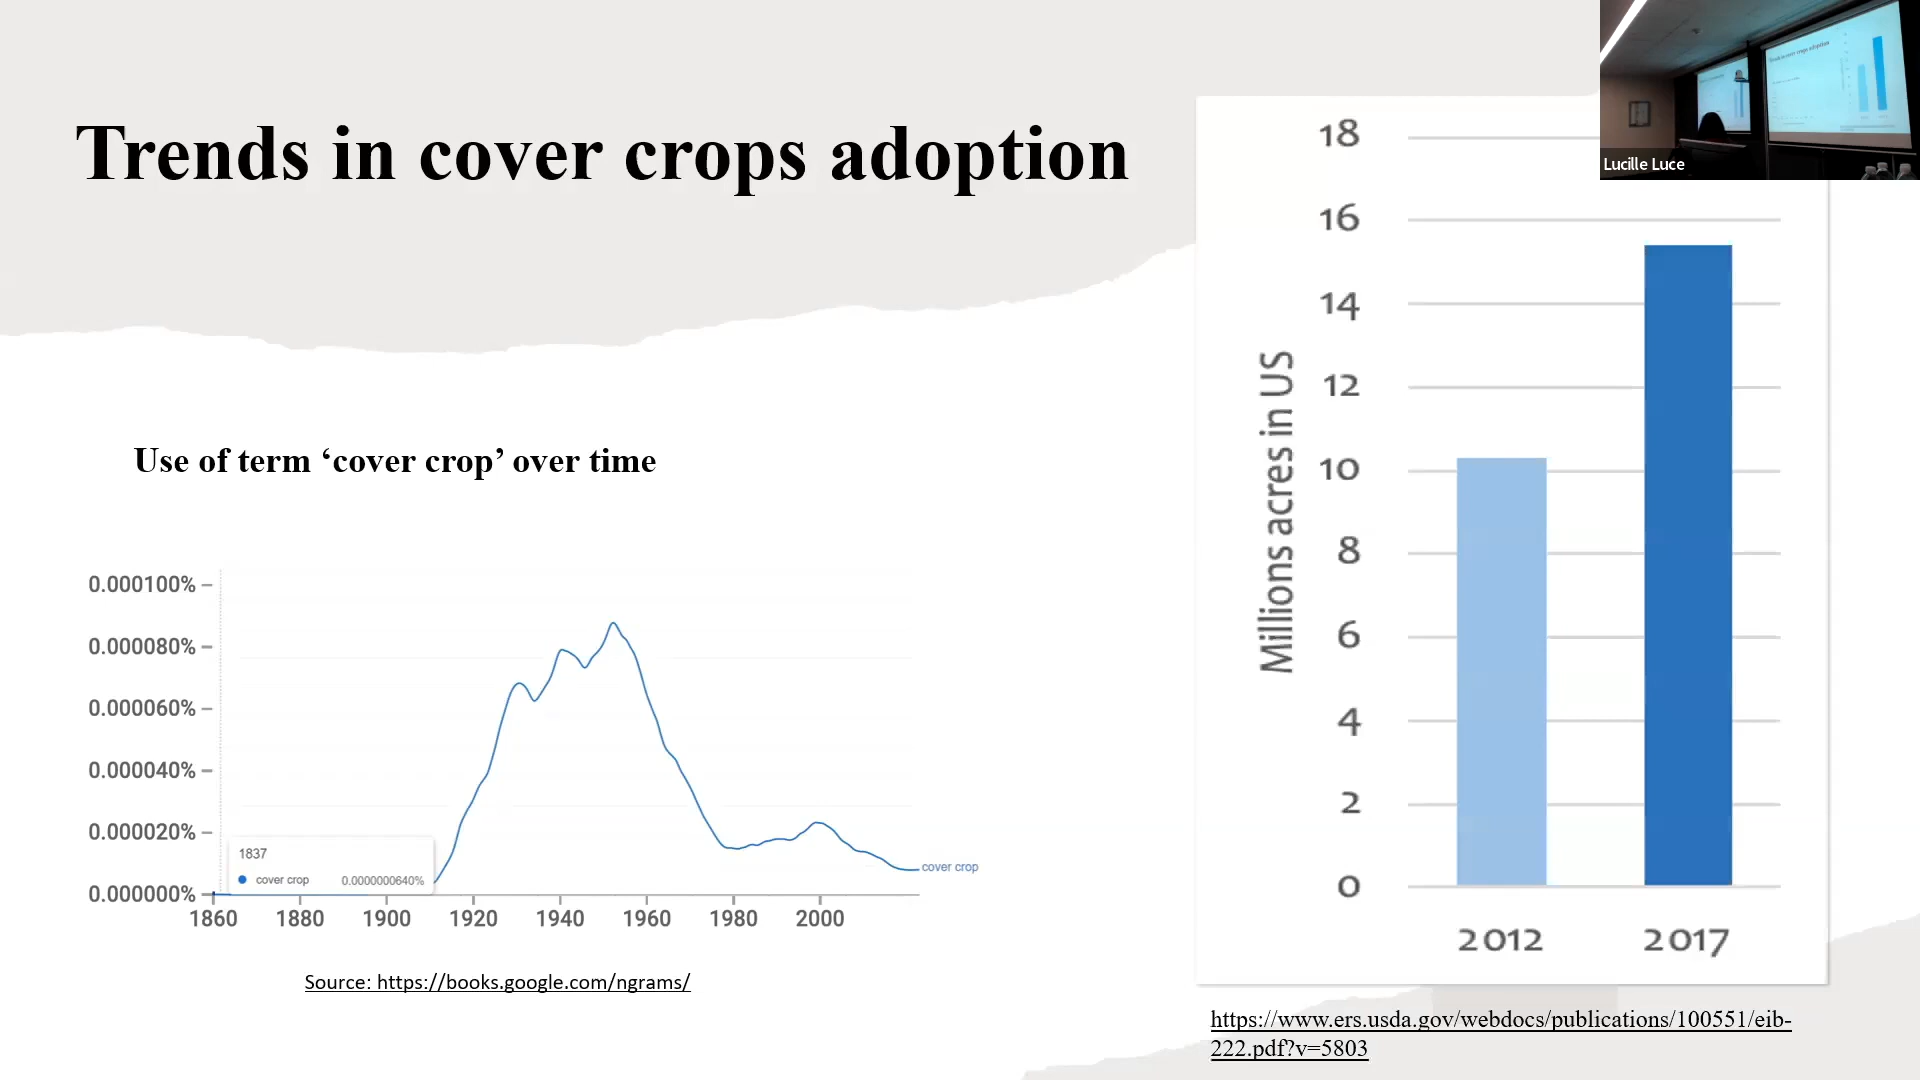 Trends in cover crops adoption
Lucille Luce
Use of term ‘cover crop’ over time
0.000100%
0.000080%
0.000060%
0.000040%
0.000020%
0.000000%
1837
cover crop 0.0000000640%
cover crop
1860 1880 1900 1920 1940 1960 1980 2000
Source: https://books.google.com/ngrams/
Millions acres in US
18
16
14
12
10
8
6
4
2
0
2012 2017
https://www.ers.usda.gov/webdocs/publications/100551/eib-
222.pdf?v=5803